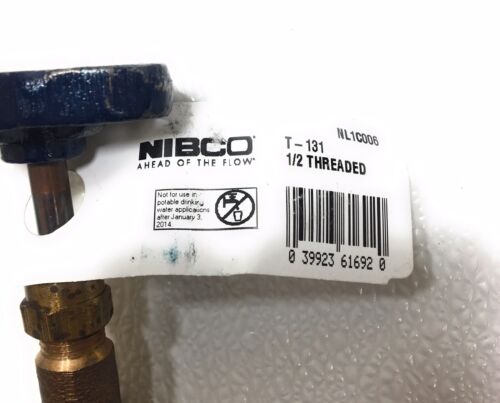 NIBCO®
AHEAD OF THE FLOW®
Not for use in
potable drinking
water applications
after January 3,
2014.
NL1C006
T-131
1/2 THREADED
0 39923 61692 0